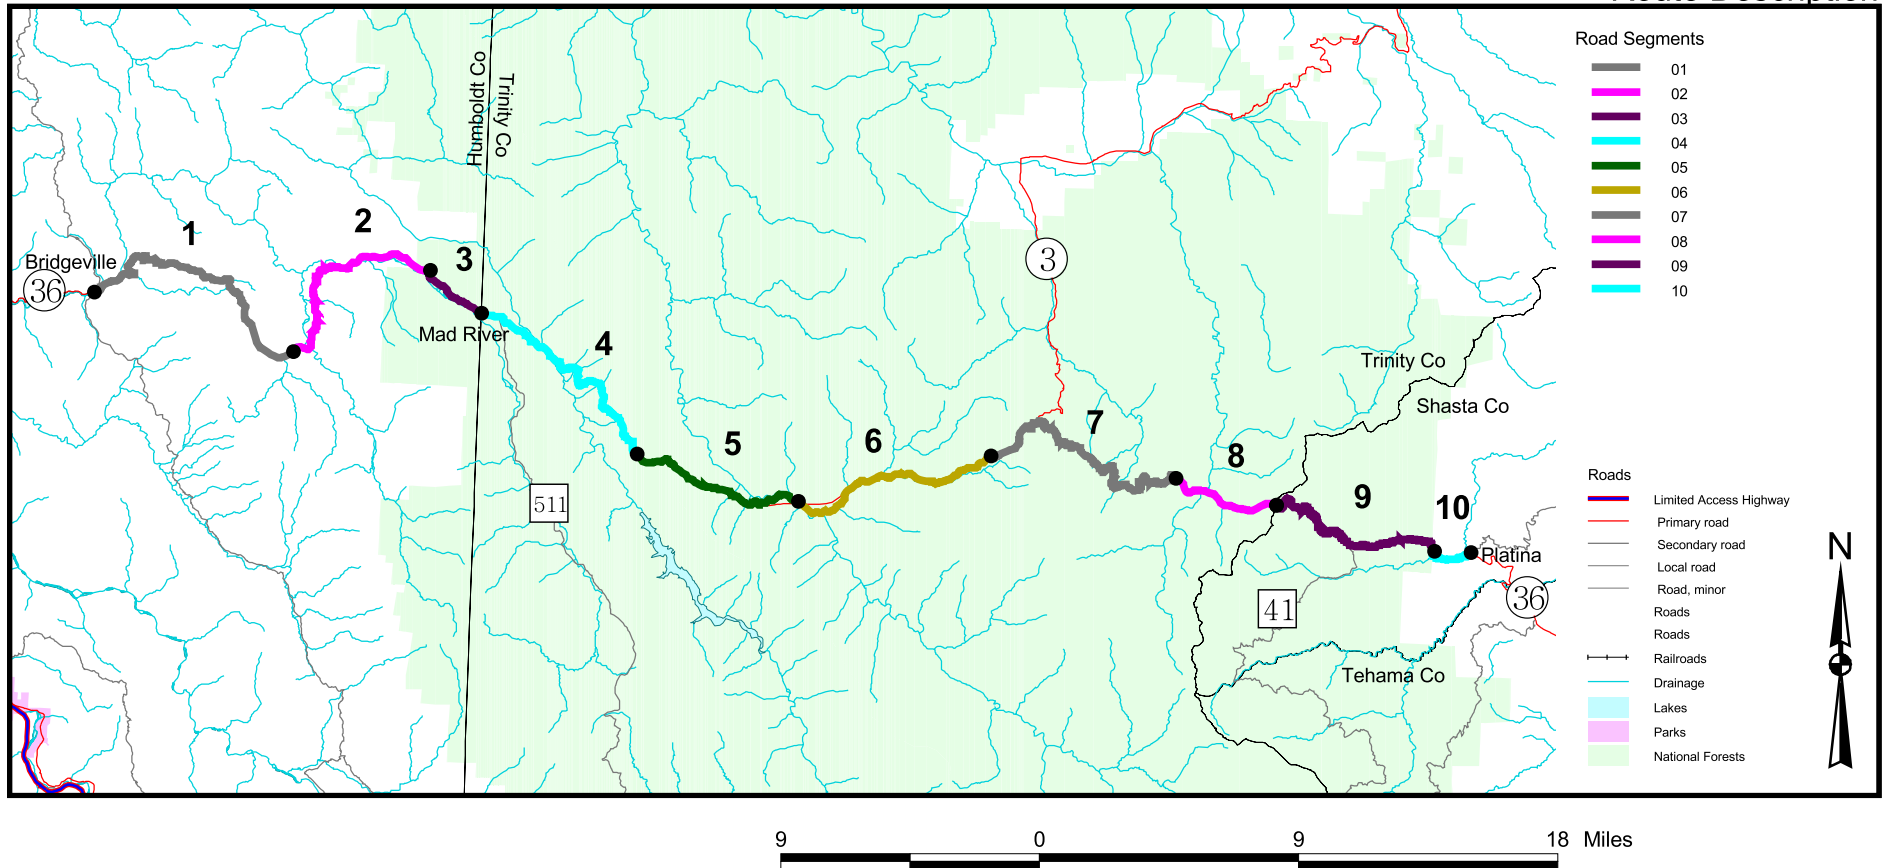 Route Description
Road Segments
01
02
03
04
05
06
07
08
09
10
Humboldt Co
Trinity Co
1
2
3
Bridgeville
36
Mad River
4
3
5
6
7
8
9
10
511
Trinity Co
Shasta Co
Platina
36
41
Tehama Co
Roads
Limited Access Highway
Primary road
Secondary road
Local road
Road, minor
Roads
Roads
Railroads
Drainage
Lakes
Parks
National Forests
N
9 0 9 18 Miles